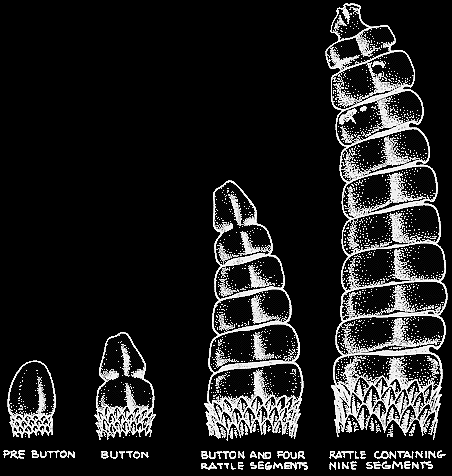 PRE BUTTON
BUTTON
BUTTON AND FOUR
RATTLE SEGMENTS
RATTLE CONTAINING
NINE SEGMENTS